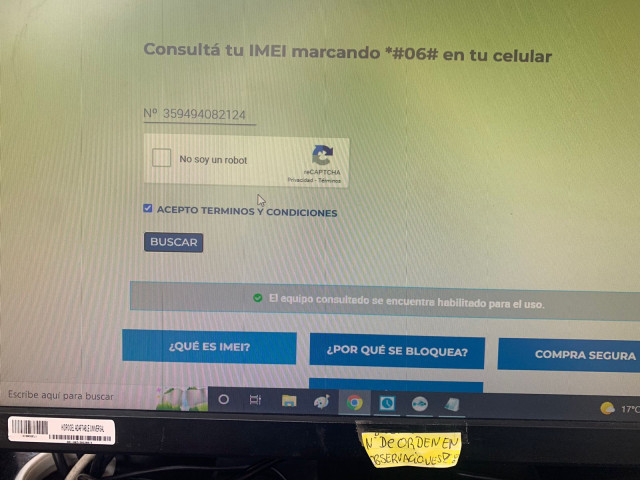 Consultá tu IMEI marcando *#06# en tu celular
Nº 359494082124
No soy un robot
reCAPTCHA
Privacidad - Términos
ACEPTO TERMINOS Y CONDICIONES
BUSCAR
El equipo consultado se encuentra habilitado para el uso.
¿QUÉ ES IMEI?
¿POR QUÉ SE BLOQUEA?
COMPRA SEGURA
Escribe aquí para buscar
17°C
Nº DE ORDEN EN